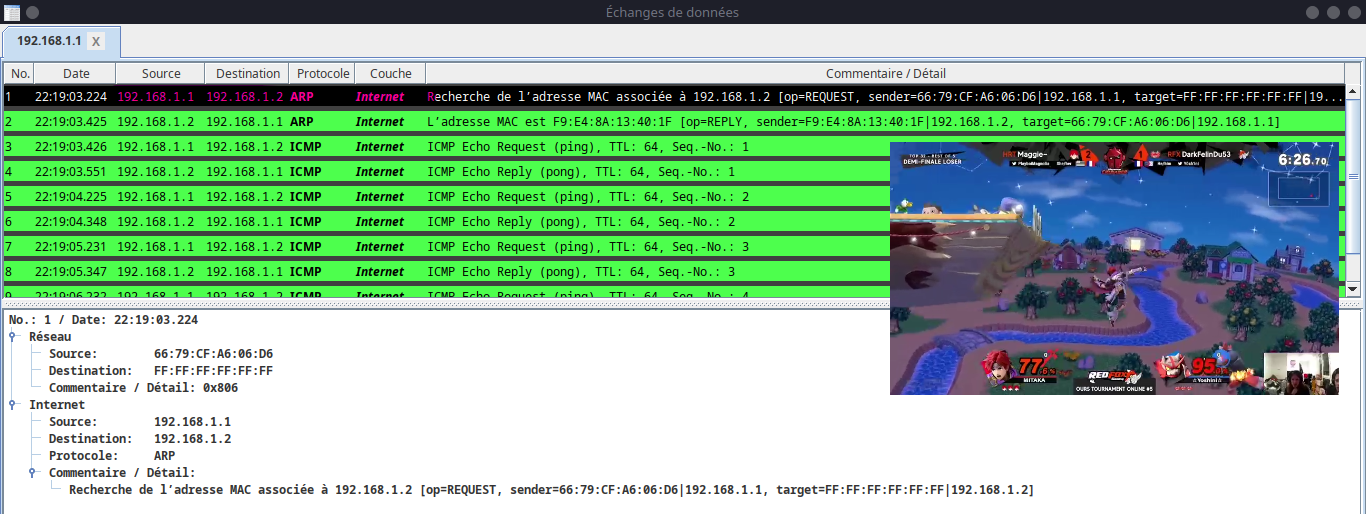 Échanges de données
192.168.1.1 X
No. Date Source Destination Protocole Couche Commentaire / Détail
1 22:19:03.224 192.168.1.1 192.168.1.2 ARP Internet Recherche de l’adresse MAC associée à 192.168.1.2 [op=REQUEST, sender=66:79:CF:A6:06:D6|192.168.1.1, target=FF:FF:FF:FF:FF:FF|19...
2 22:19:03.425 192.168.1.2 192.168.1.1 ARP Internet L’adresse MAC est F9:E4:8A:13:40:1F [op=REPLY, sender=F9:E4:8A:13:40:1F|192.168.1.2, target=66:79:CF:A6:06:D6|192.168.1.1]
3 22:19:03.426 192.168.1.1 192.168.1.2 ICMP Internet ICMP Echo Request (ping), TTL: 64, Seq.-No.: 1
4 22:19:03.551 192.168.1.2 192.168.1.1 ICMP Internet ICMP Echo Reply (pong), TTL: 64, Seq.-No.: 1
5 22:19:04.225 192.168.1.1 192.168.1.2 ICMP Internet ICMP Echo Request (ping), TTL: 64, Seq.-No.: 2
6 22:19:04.348 192.168.1.2 192.168.1.1 ICMP Internet ICMP Echo Reply (pong), TTL: 64, Seq.-No.: 2
7 22:19:05.231 192.168.1.1 192.168.1.2 ICMP Internet ICMP Echo Request (ping), TTL: 64, Seq.-No.: 3
8 22:19:05.347 192.168.1.2 192.168.1.1 ICMP Internet ICMP Echo Reply (pong), TTL: 64, Seq.-No.: 3
9 22:19:06.232 192.168.1.1 192.168.1.2 ICMP Internet ICMP Echo Request (ping), TTL: 64, Seq.-No.: 4
TOP 32 - BEST OF 5
DEMI-FINALE LOSER
Maggie~ 2
1 RFX DarkFelinDu53
6:26.70
77.6%
MITAKA
REDFOX
OURS TOURNAMENT ONLINE #5
95
Yoshini
No.: 1 / Date: 22:19:03.224
Réseau
Source: 66:79:CF:A6:06:D6
Destination: FF:FF:FF:FF:FF:FF
Commentaire / Détail: 0x806
Internet
Source: 192.168.1.1
Destination: 192.168.1.2
Protocole: ARP
Commentaire / Détail:
Recherche de l’adresse MAC associée à 192.168.1.2 [op=REQUEST, sender=66:79:CF:A6:06:D6|192.168.1.1, target=FF:FF:FF:FF:FF:FF|192.168.1.2]